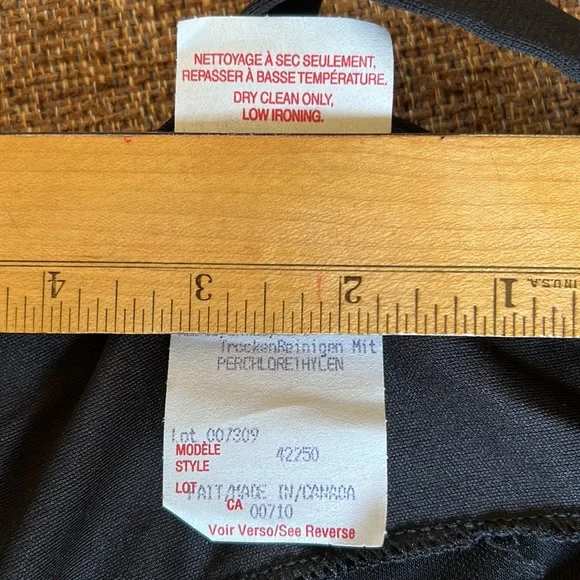 NETTOYAGE À SEC SEULEMENT,
REPASSER À BASSE TEMPÉRATURE.
DRY CLEAN ONLY,
LOW IRONING.
4 3 2 1
IN U.S.A.
TrockenReinigen Mit
PERCHLORETHYLEN
Lot 007309
MODÈLE
STYLE 42250
LOT FAIT/MADE IN/CANADA
CA 00710
Voir Verso/See Reverse